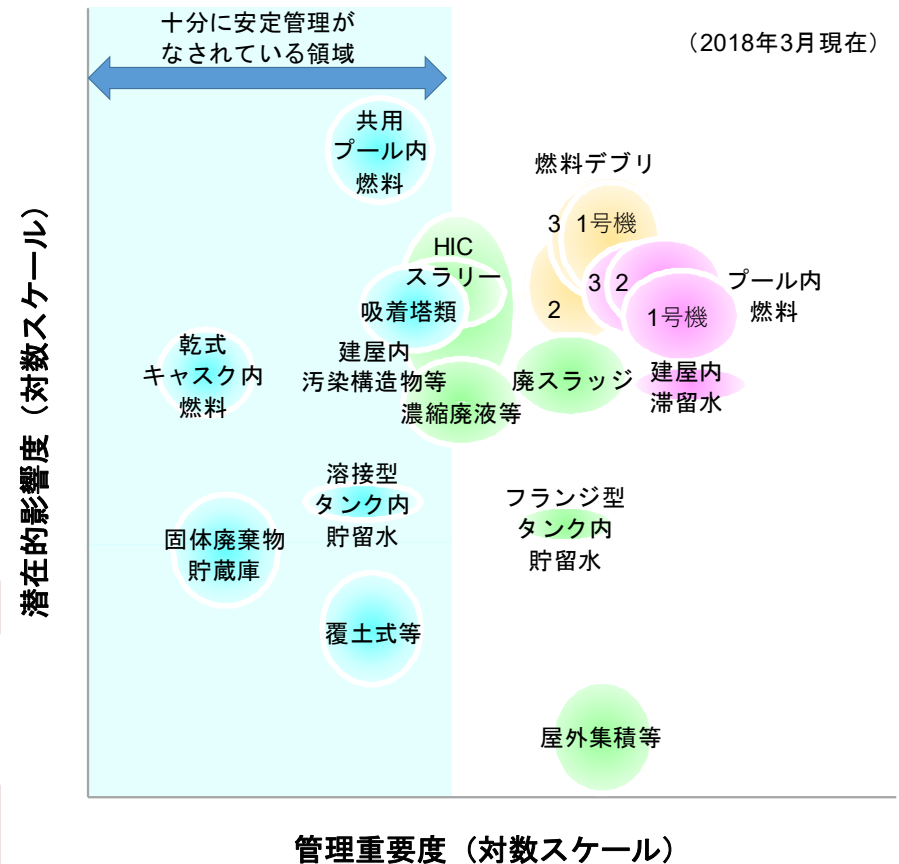 十分に安定管理が
なされている領域
（2018年3月現在）
共用
プール内
燃料
燃料デブリ
3
1号機
2
HIC
スラリー
吸着塔類
3
2
1号機
プール内
燃料
乾式
キャスク内
燃料
建屋内
汚染構造物等
濃縮廃液等
廃スラッジ
建屋内
滞留水
溶接型
タンク内
貯留水
フランジ型
タンク内
貯留水
固体廃棄物
貯蔵庫
覆土式等
屋外集積等
潜在的影響度（対数スケール）
管理重要度（対数スケール）